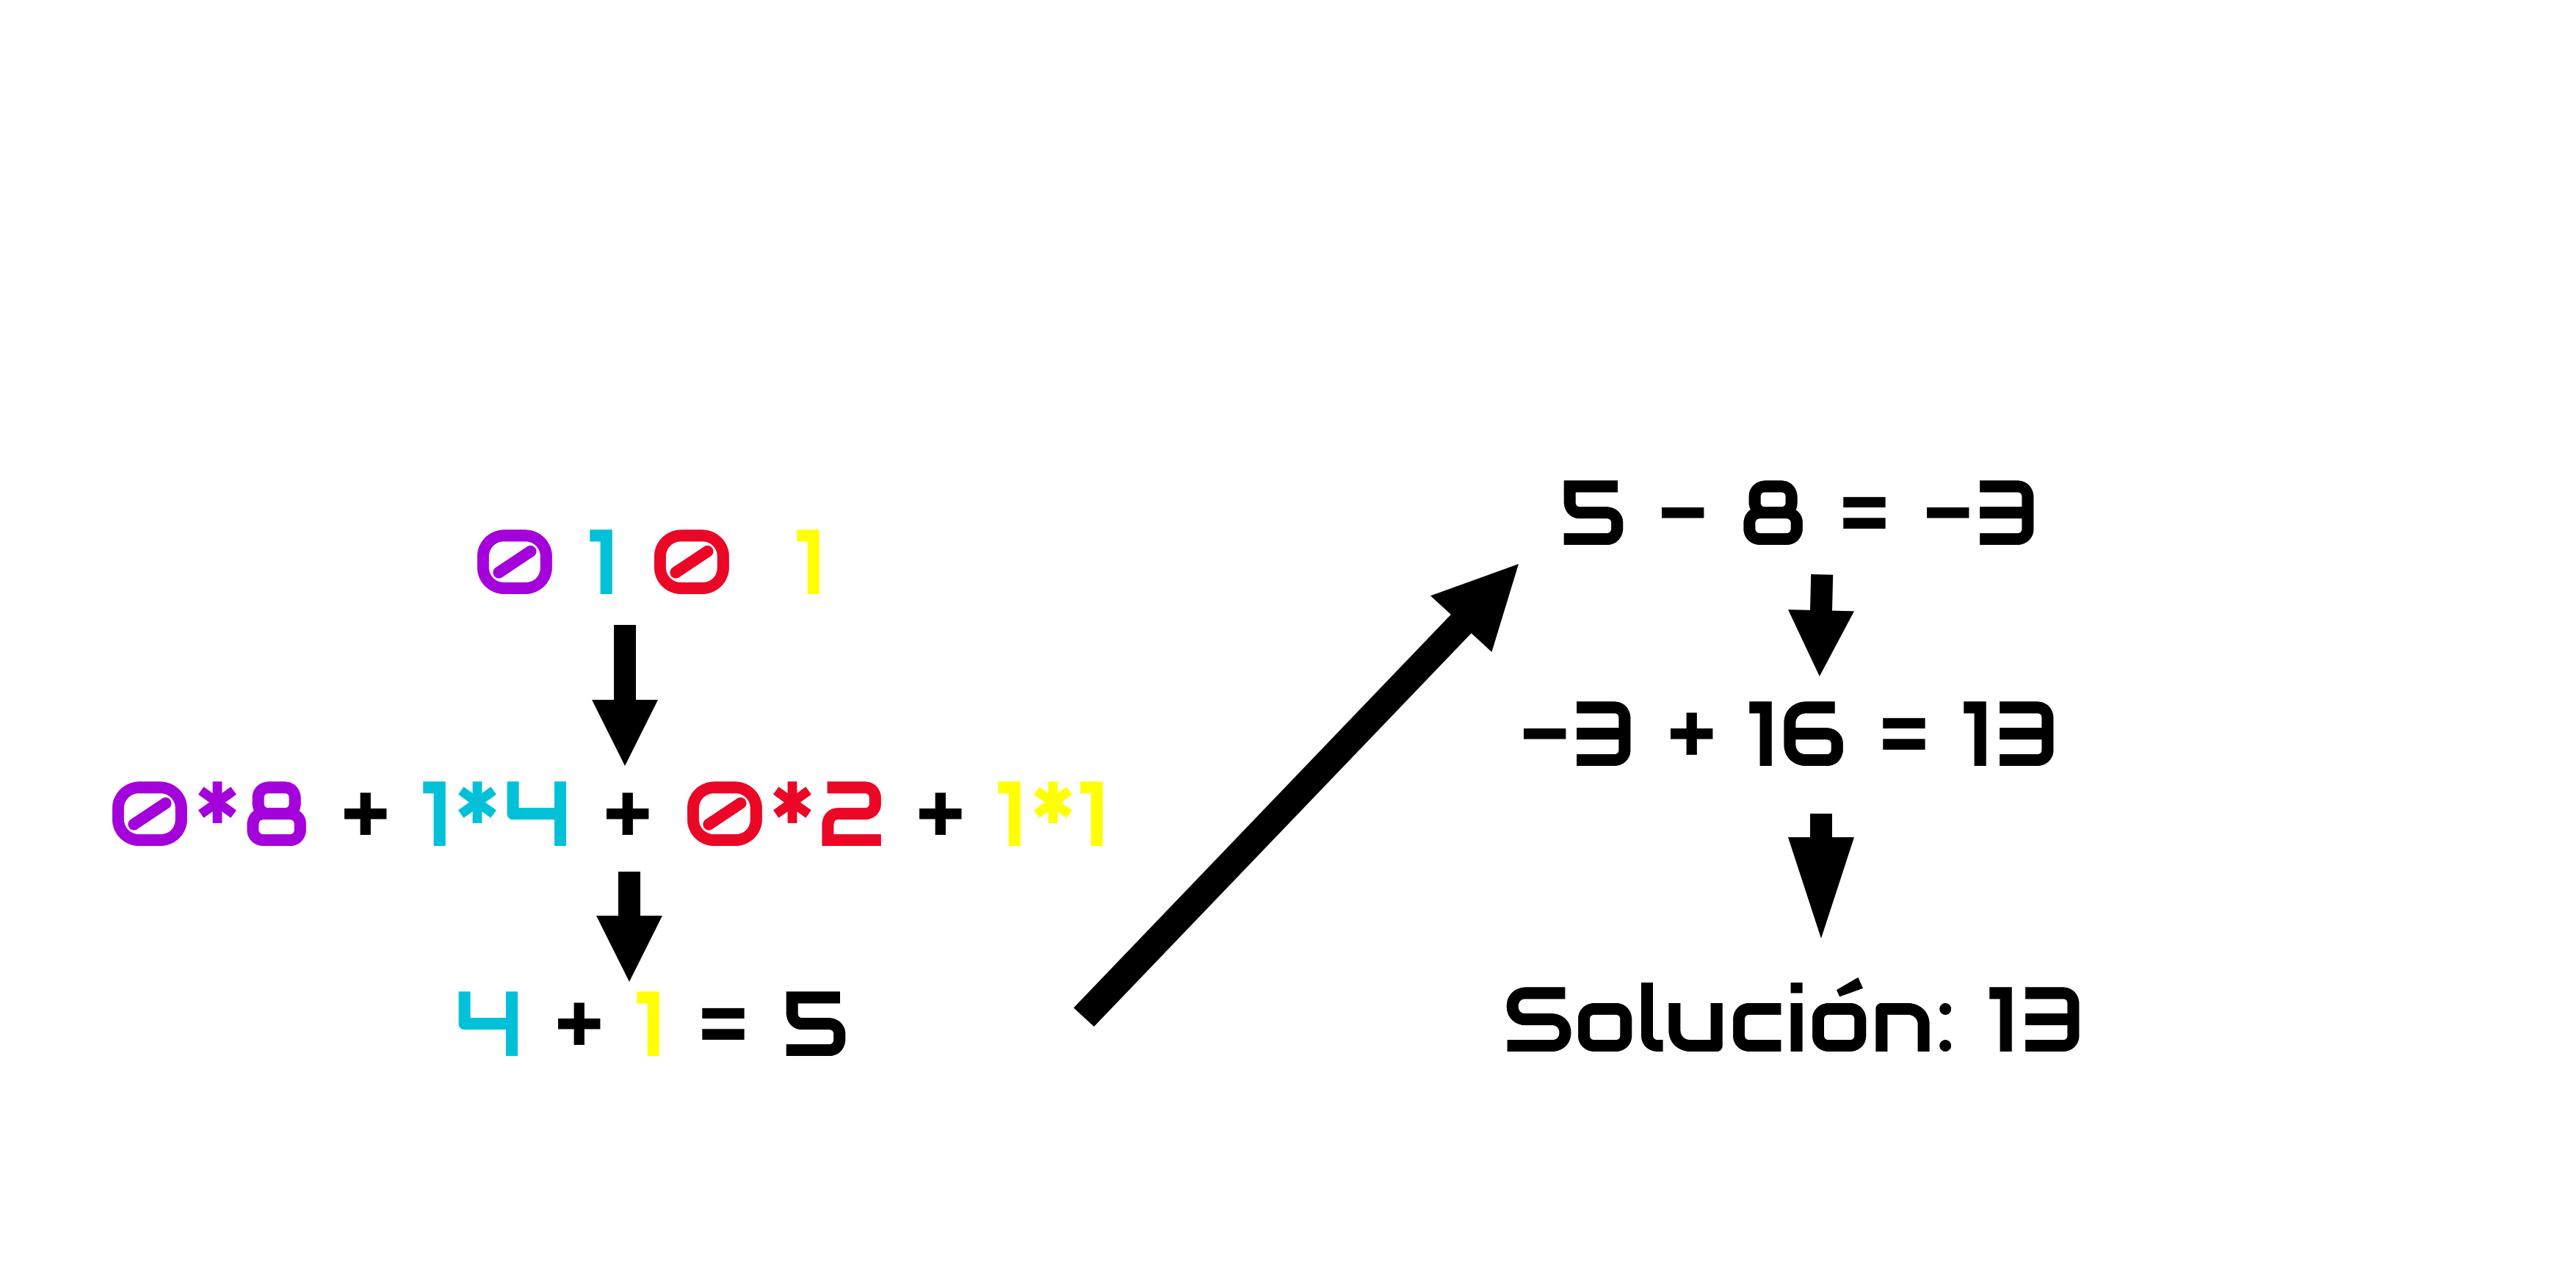 0 1 0 1
0*8 + 1*4 + 0*2 + 1*1
4 + 1 = 5
5 - 8 = -3
-3 + 16 = 13
Solución: 13